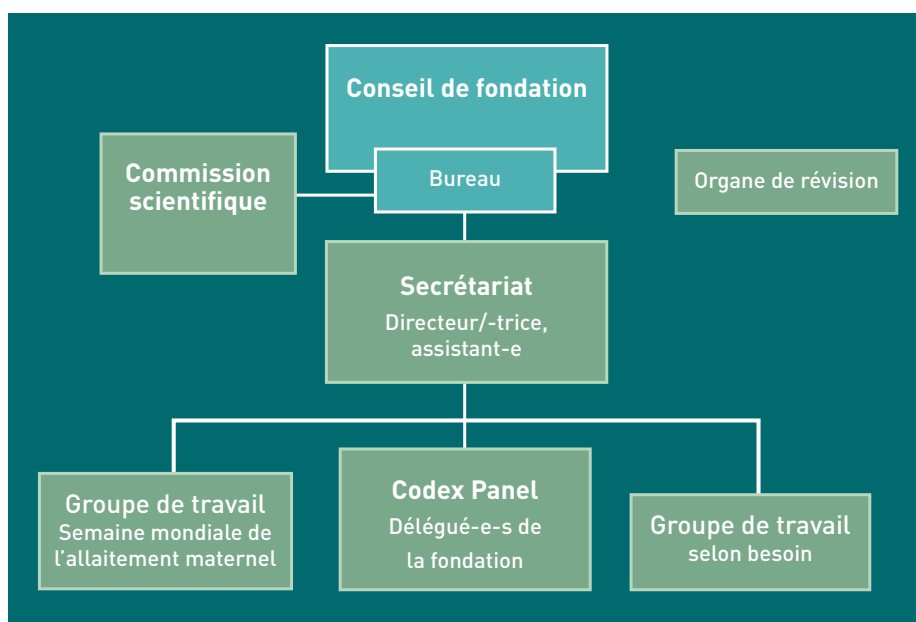 Conseil de fondation
Bureau
Commission
scientifique
Organe de révision
Secrétariat
Directeur/-trice,
assistant-e
Groupe de travail
Semaine mondiale de
l’allaitement maternel
Codex Panel
Délégué-e-s de
la fondation
Groupe de travail
selon besoin